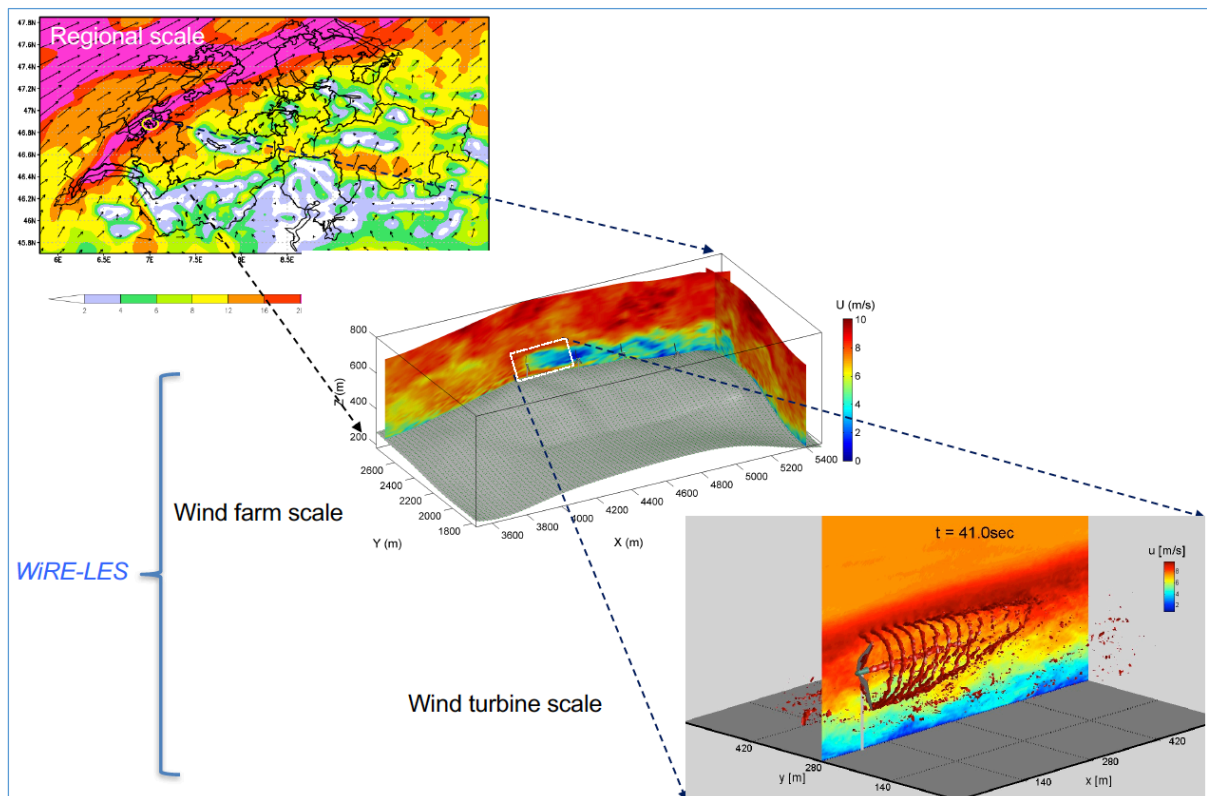 Regional scale
47.8N
47.6N
47.4N
47.2N
47N
46.8N
46.6N
46.4N
46.2N
46N
45.8N
6E 6.5E 7E 7.5E 8E 8.5E
2 4 6 8 12 16 20
U (m/s)
10
8
6
4
2
0
800
600
400
200
Z (m)
2600
2400
2200
2000
1800
Y (m)
3600 3800 4000 4200 4400 4600 4800 5000 5200 5400
X (m)
Wind farm scale
WiRE-LES
Wind turbine scale
t = 41.0sec
u [m/s]
8
6
4
2
420
280
140
y [m]
140
280
420
x [m]